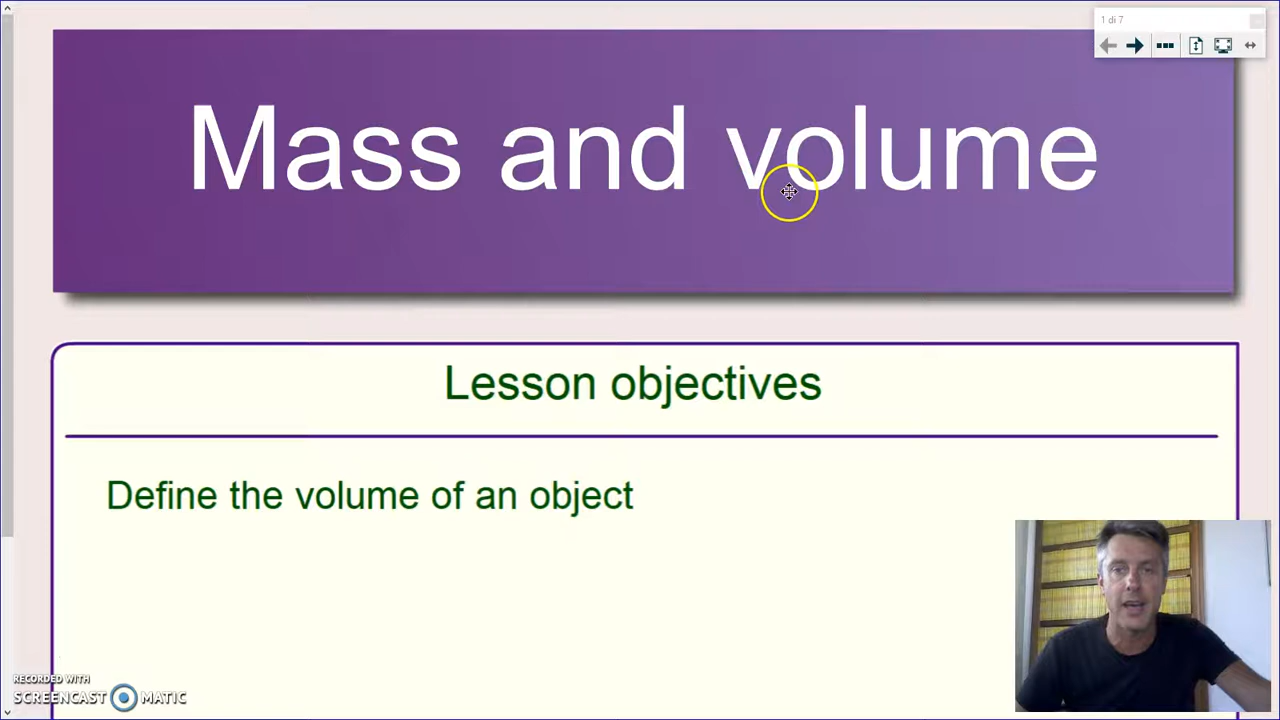 1 di 7
Mass and volume
Lesson objectives
Define the volume of an object
RECORDED WITH
SCREENCAST MATIC